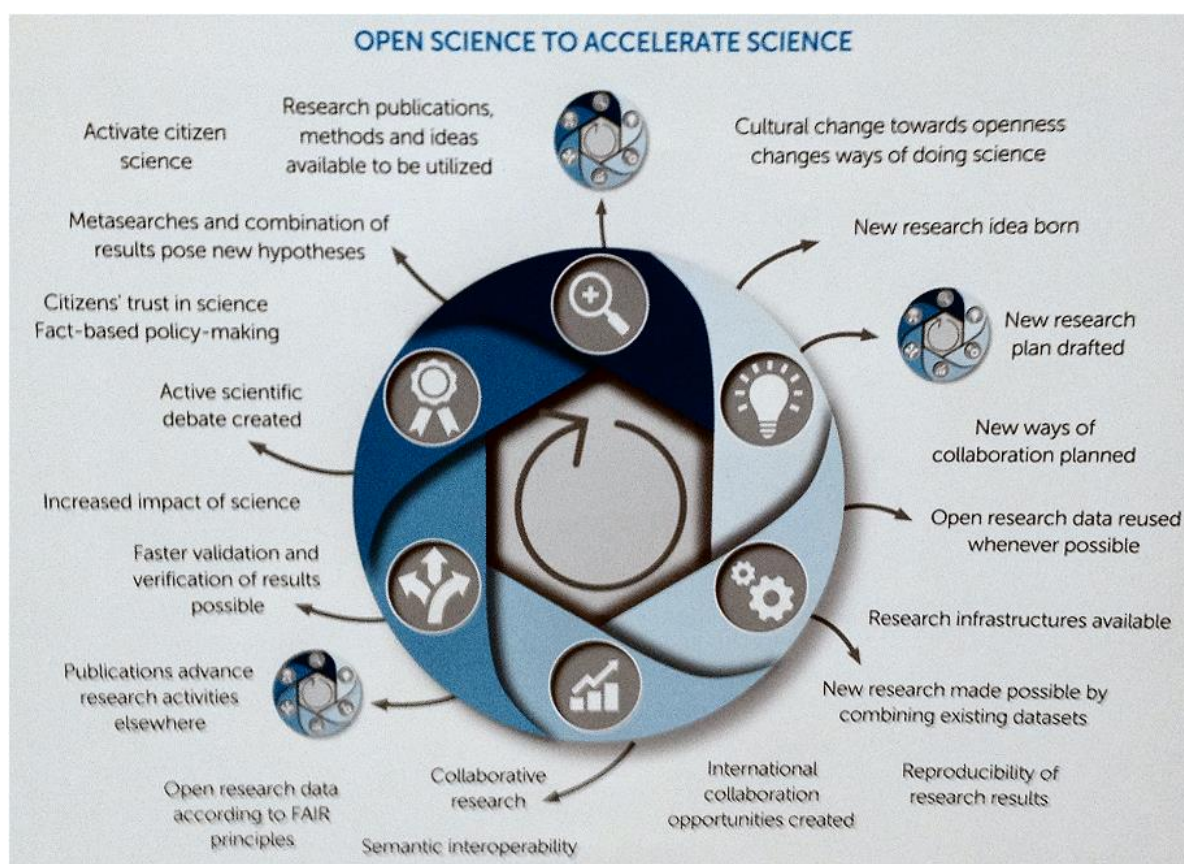 OPEN SCIENCE TO ACCELERATE SCIENCE
Activate citizen
science
Research publications,
methods and ideas
available to be utilized
Cultural change towards openness
changes ways of doing science
Metasearches and combination of
results pose new hypotheses
New research idea born
Citizens' trust in science
Fact-based policy-making
New research
plan drafted
Active scientific
debate created
New ways of
collaboration planned
Increased impact of science
Open research data reused
whenever possible
Faster validation and
verification of results
possible
Research infrastructures available
Publications advance
research activities
elsewhere
New research made possible by
combining existing datasets
Open research data
according to FAIR
principles
Collaborative
research
International
collaboration
opportunities created
Reproducibility of
research results
Semantic interoperability